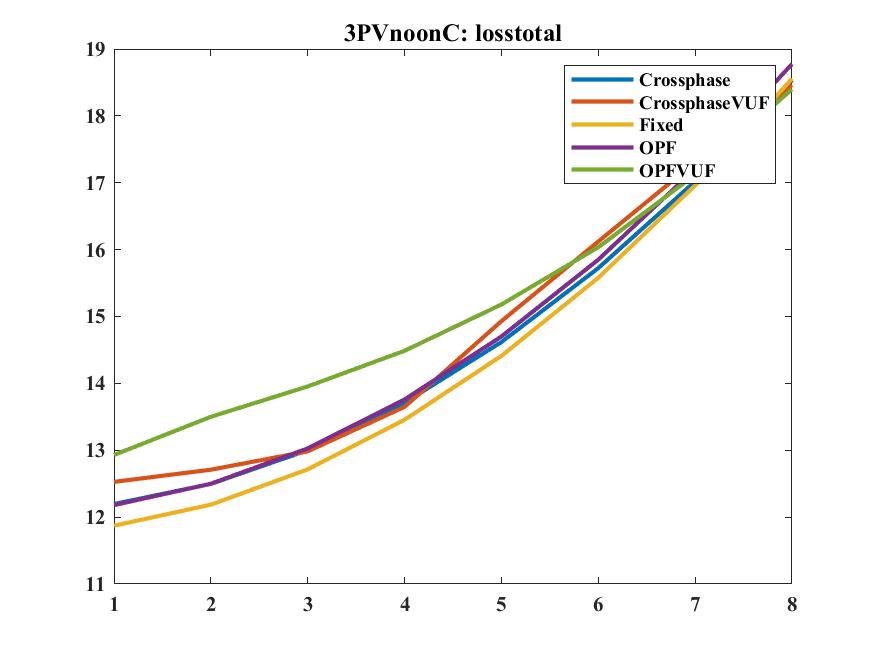 3PVnoonC: losstotal
19
18
17
16
15
14
13
12
11
Crossphase
CrossphaseVUF
Fixed
OPF
OPFVUF
1 2 3 4 5 6 7 8